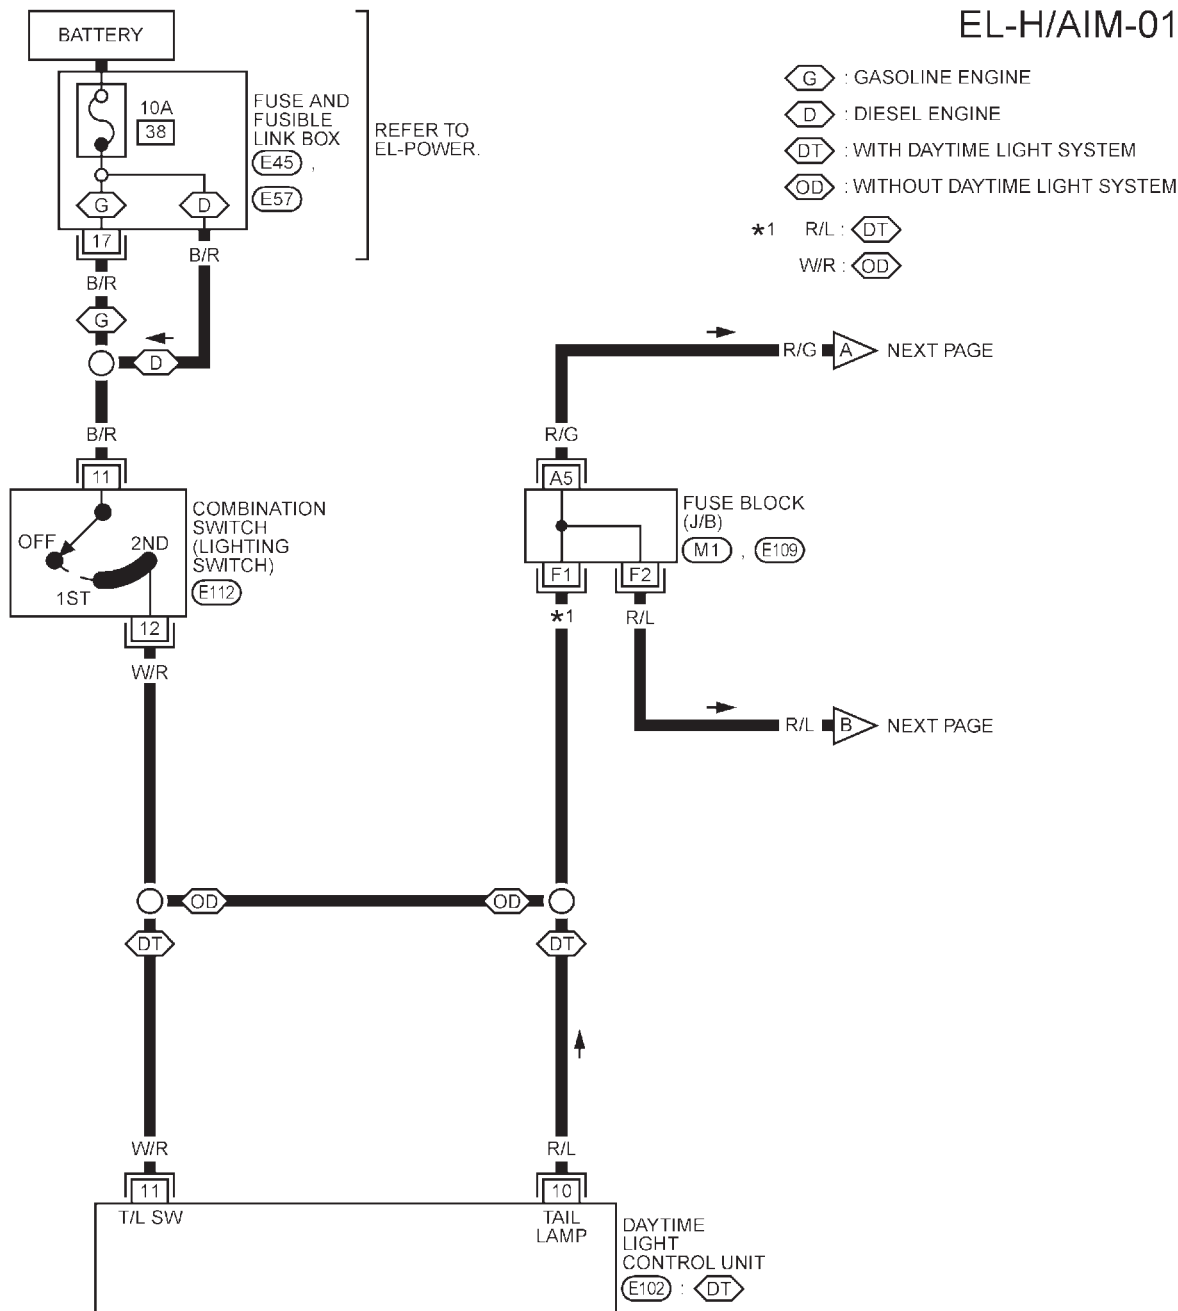 EL-H/AIM-01
BATTERY
10A
38
FUSE AND
FUSIBLE
LINK BOX
E45 ,
E57
REFER TO
EL-POWER.
G : GASOLINE ENGINE
D : DIESEL ENGINE
DT : WITH DAYTIME LIGHT SYSTEM
OD : WITHOUT DAYTIME LIGHT SYSTEM
*1 R/L : DT
W/R : OD
G
D
17
B/R
B/R
G
D
B/R
11
OFF
2ND
1ST
COMBINATION
SWITCH
(LIGHTING
SWITCH)
E112
12
W/R
R/G
A
NEXT PAGE
R/G
A5
FUSE BLOCK
(J/B)
M1 , E109
F1
F2
*1
R/L
R/L
B
NEXT PAGE
OD
OD
DT
DT
W/R
R/L
11
10
T/L SW
TAIL
LAMP
DAYTIME
LIGHT
CONTROL UNIT
E102 : DT